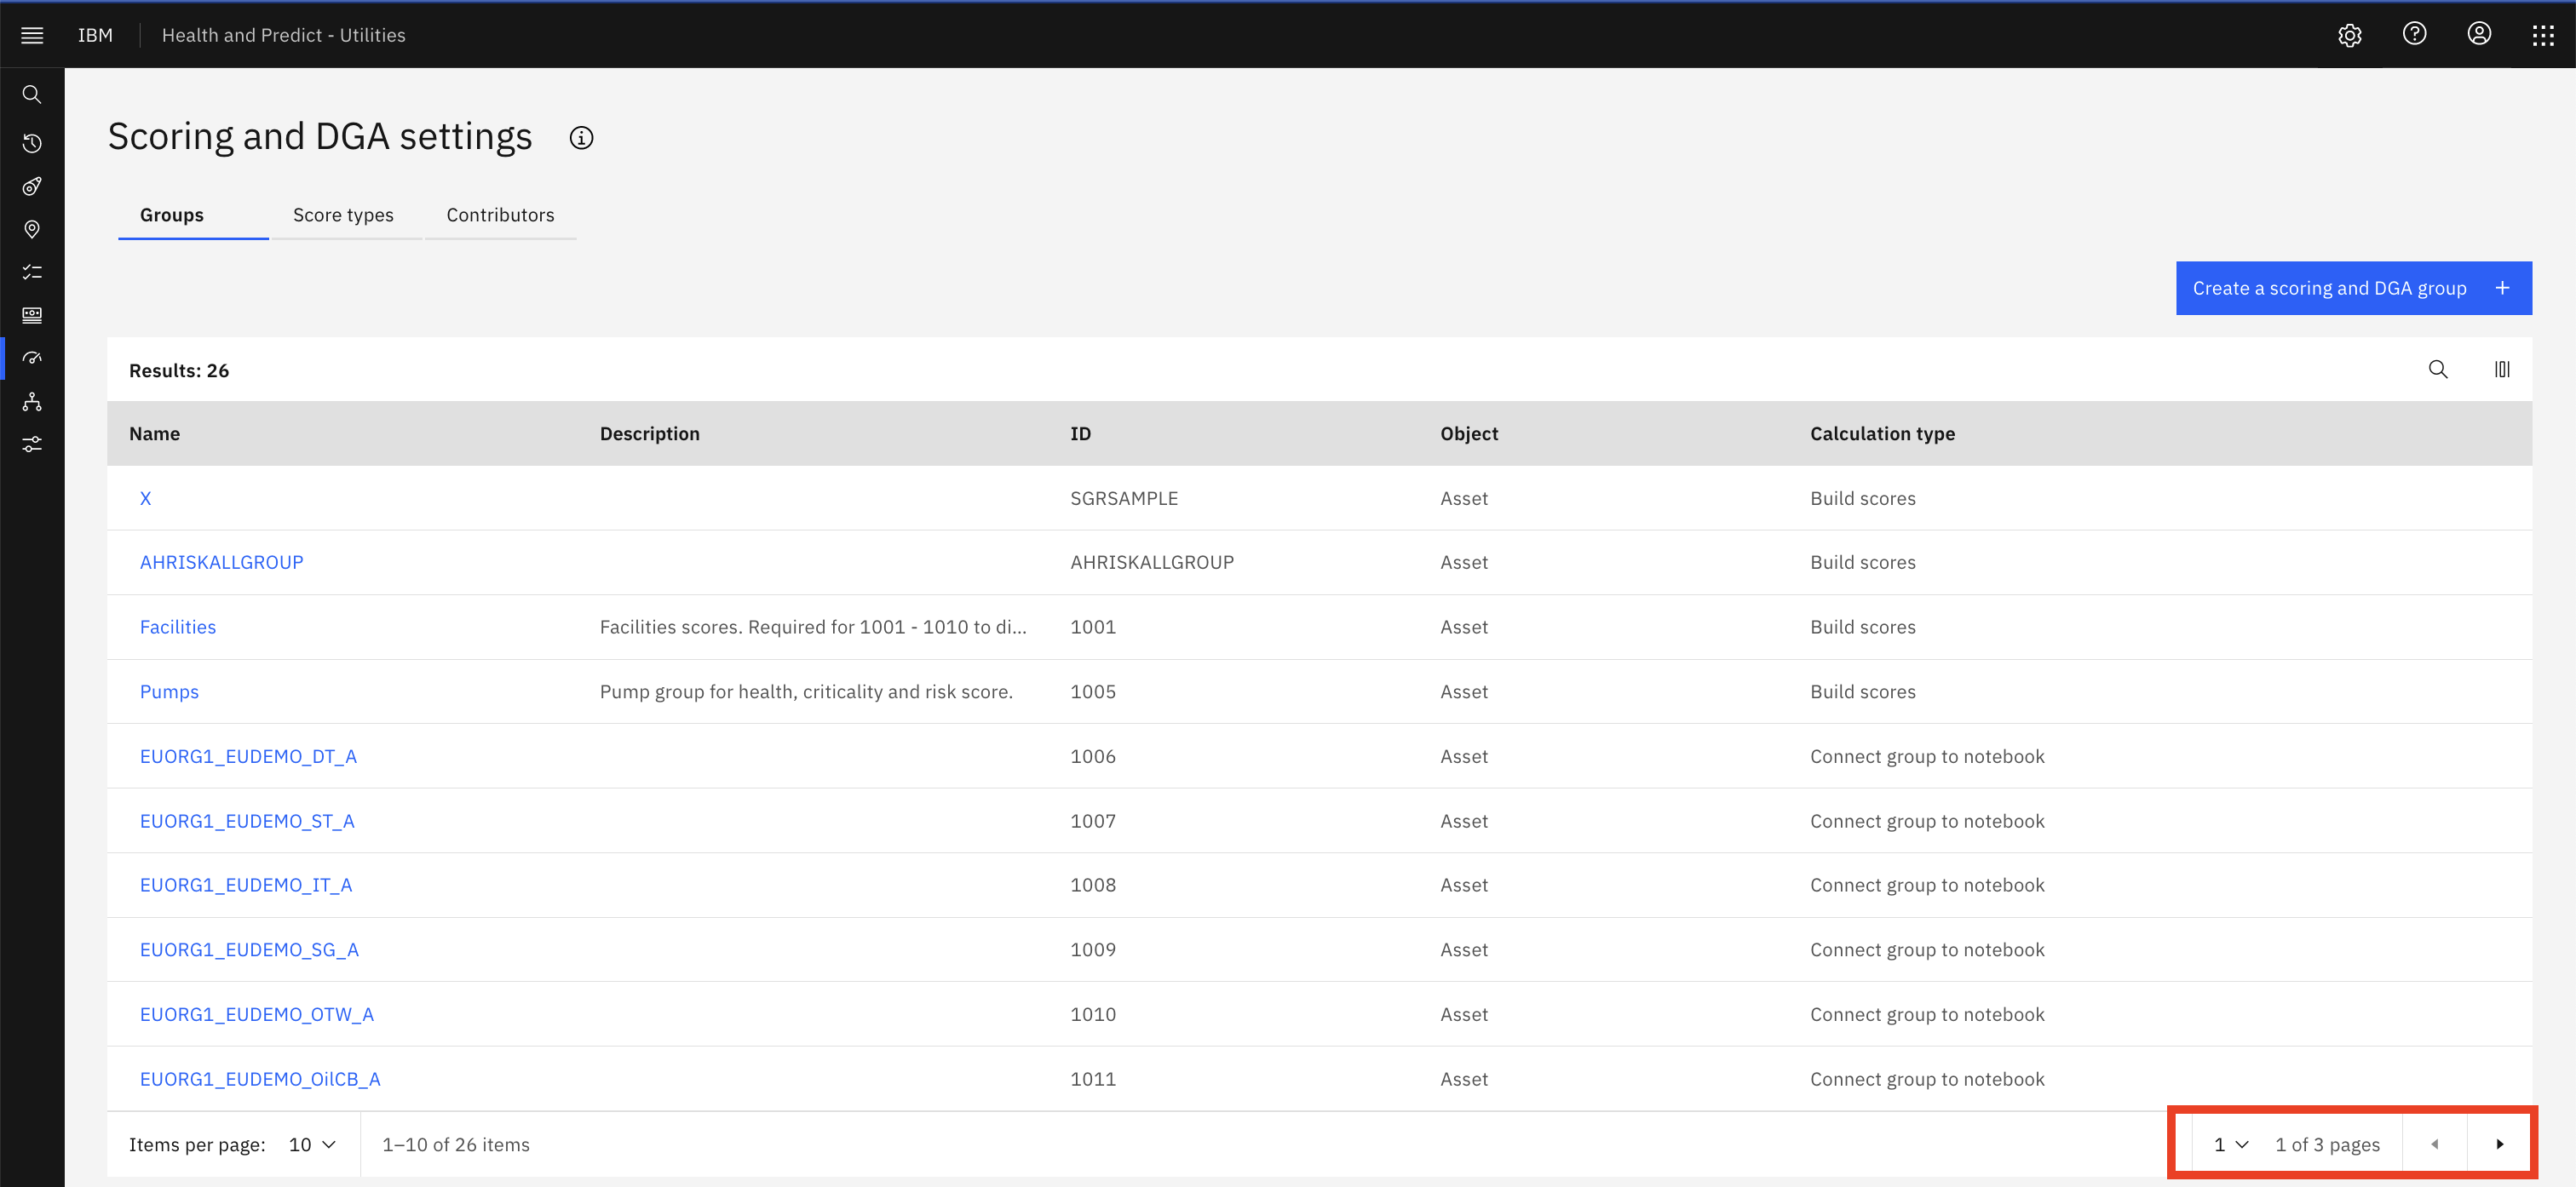 IBM Health and Predict - Utilities
Scoring and DGA settings
Groups Score types Contributors
Create a scoring and DGA group +
Results: 26
Name Description ID Object Calculation type
X SGRSAMPLE Asset Build scores
AHRISKALLGROUP AHRISKALLGROUP Asset Build scores
Facilities Facilities scores. Required for 1001 - 1010 to di... 1001 Asset Build scores
Pumps Pump group for health, criticality and risk score. 1005 Asset Build scores
EUORG1_EUDEMO_DT_A 1006 Asset Connect group to notebook
EUORG1_EUDEMO_ST_A 1007 Asset Connect group to notebook
EUORG1_EUDEMO_IT_A 1008 Asset Connect group to notebook
EUORG1_EUDEMO_SG_A 1009 Asset Connect group to notebook
EUORG1_EUDEMO_OTW_A 1010 Asset Connect group to notebook
EUORG1_EUDEMO_OilCB_A 1011 Asset Connect group to notebook
Items per page: 10 1–10 of 26 items 1 1 of 3 pages